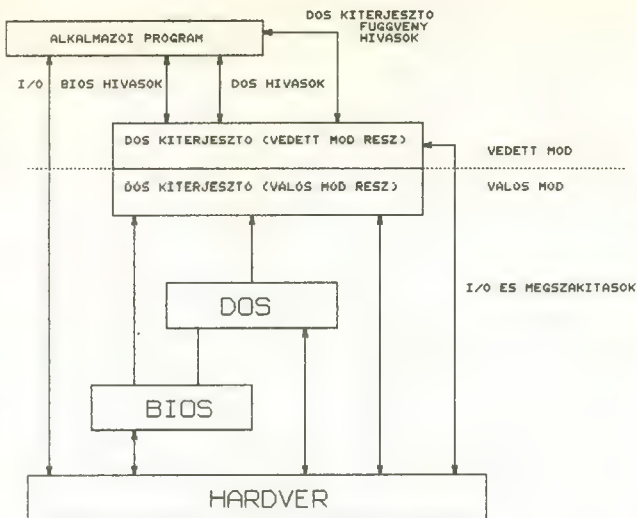 DOS KITERJESZTO
FUGGVENY
HIVASOK
ALKALMAZOI PROGRAM
I/O BIOS HIVASOK DOS HIVASOK
DOS KITERJESZTO (VEDETT MOD RESZ)
VEDETT MOD
DOS KITERJESZTO (VALOS MOD RESZ)
VALOS MOD
I/O ES MEGSZAKITASOK
DOS
BIOS
HARDVER